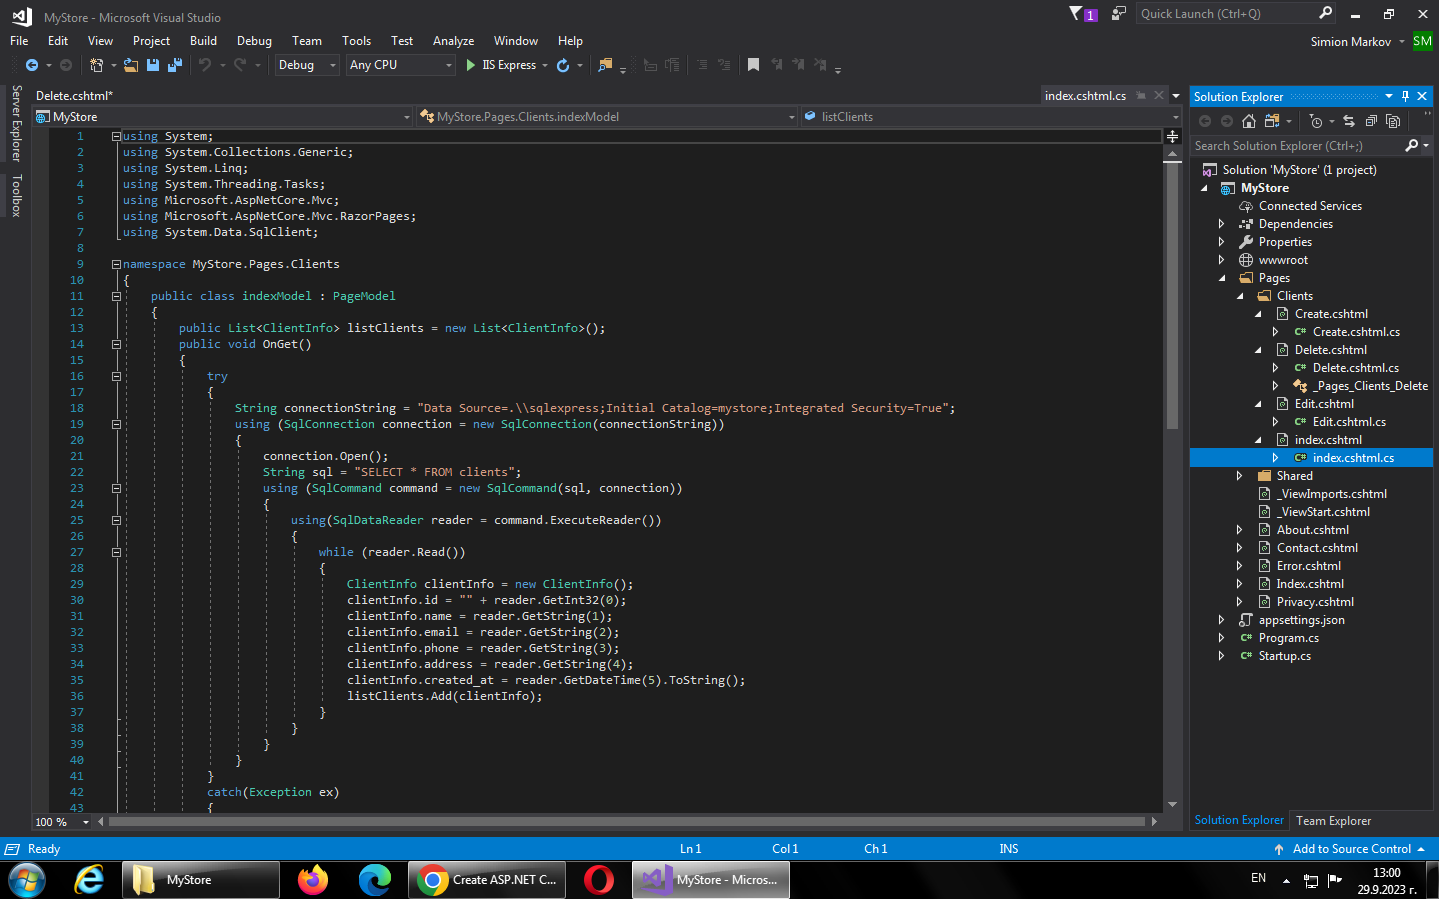 MyStore - Microsoft Visual Studio
1
Quick Launch (Ctrl+Q)
File Edit View Project Build Debug Team Tools Test Analyze Window Help
Simion Markov SM
Debug Any CPU IIS Express
Server Explorer
Toolbox
Delete.cshtml*
index.cshtml.cs
MyStore
MyStore.Pages.Clients.indexModel
listClients
1 using System;
2 using System.Collections.Generic;
3 using System.Linq;
4 using System.Threading.Tasks;
5 using Microsoft.AspNetCore.Mvc;
6 using Microsoft.AspNetCore.Mvc.RazorPages;
7 using System.Data.SqlClient;
8
9 namespace MyStore.Pages.Clients
10 {
11 public class indexModel : PageModel
12 {
13 public List<ClientInfo> listClients = new List<ClientInfo>();
14 public void OnGet()
15 {
16 try
17 {
18 String connectionString = "Data Source=.\\sqlexpress;Initial Catalog=mystore;Integrated Security=True";
19 using (SqlConnection connection = new SqlConnection(connectionString))
20 {
21 connection.Open();
22 String sql = "SELECT * FROM clients";
23 using (SqlCommand command = new SqlCommand(sql, connection))
24 {
25 using(SqlDataReader reader = command.ExecuteReader())
26 {
27 while (reader.Read())
28 {
29 ClientInfo clientInfo = new ClientInfo();
30 clientInfo.id = "" + reader.GetInt32(0);
31 clientInfo.name = reader.GetString(1);
32 clientInfo.email = reader.GetString(2);
33 clientInfo.phone = reader.GetString(3);
34 clientInfo.address = reader.GetString(4);
35 clientInfo.created_at = reader.GetDateTime(5).ToString();
36 listClients.Add(clientInfo);
37 }
38 }
39 }
40 }
41 }
42 catch(Exception ex)
43 {
100 %
Solution Explorer
Search Solution Explorer (Ctrl+;)
Solution 'MyStore' (1 project)
MyStore
Connected Services
Dependencies
Properties
wwwroot
Pages
Clients
Create.cshtml
C# Create.cshtml.cs
Delete.cshtml
C# Delete.cshtml.cs
_Pages_Clients_Delete
Edit.cshtml
C# Edit.cshtml.cs
index.cshtml
C# index.cshtml.cs
Shared
_ViewImports.cshtml
_ViewStart.cshtml
About.cshtml
Contact.cshtml
Error.cshtml
Index.cshtml
Privacy.cshtml
appsettings.json
C# Program.cs
C# Startup.cs
Solution Explorer Team Explorer
Ready Ln 1 Col 1 Ch 1 INS Add to Source Control
MyStore
Create ASP.NET C...
MyStore - Micros...
EN
13:00
29.9.2023 г.